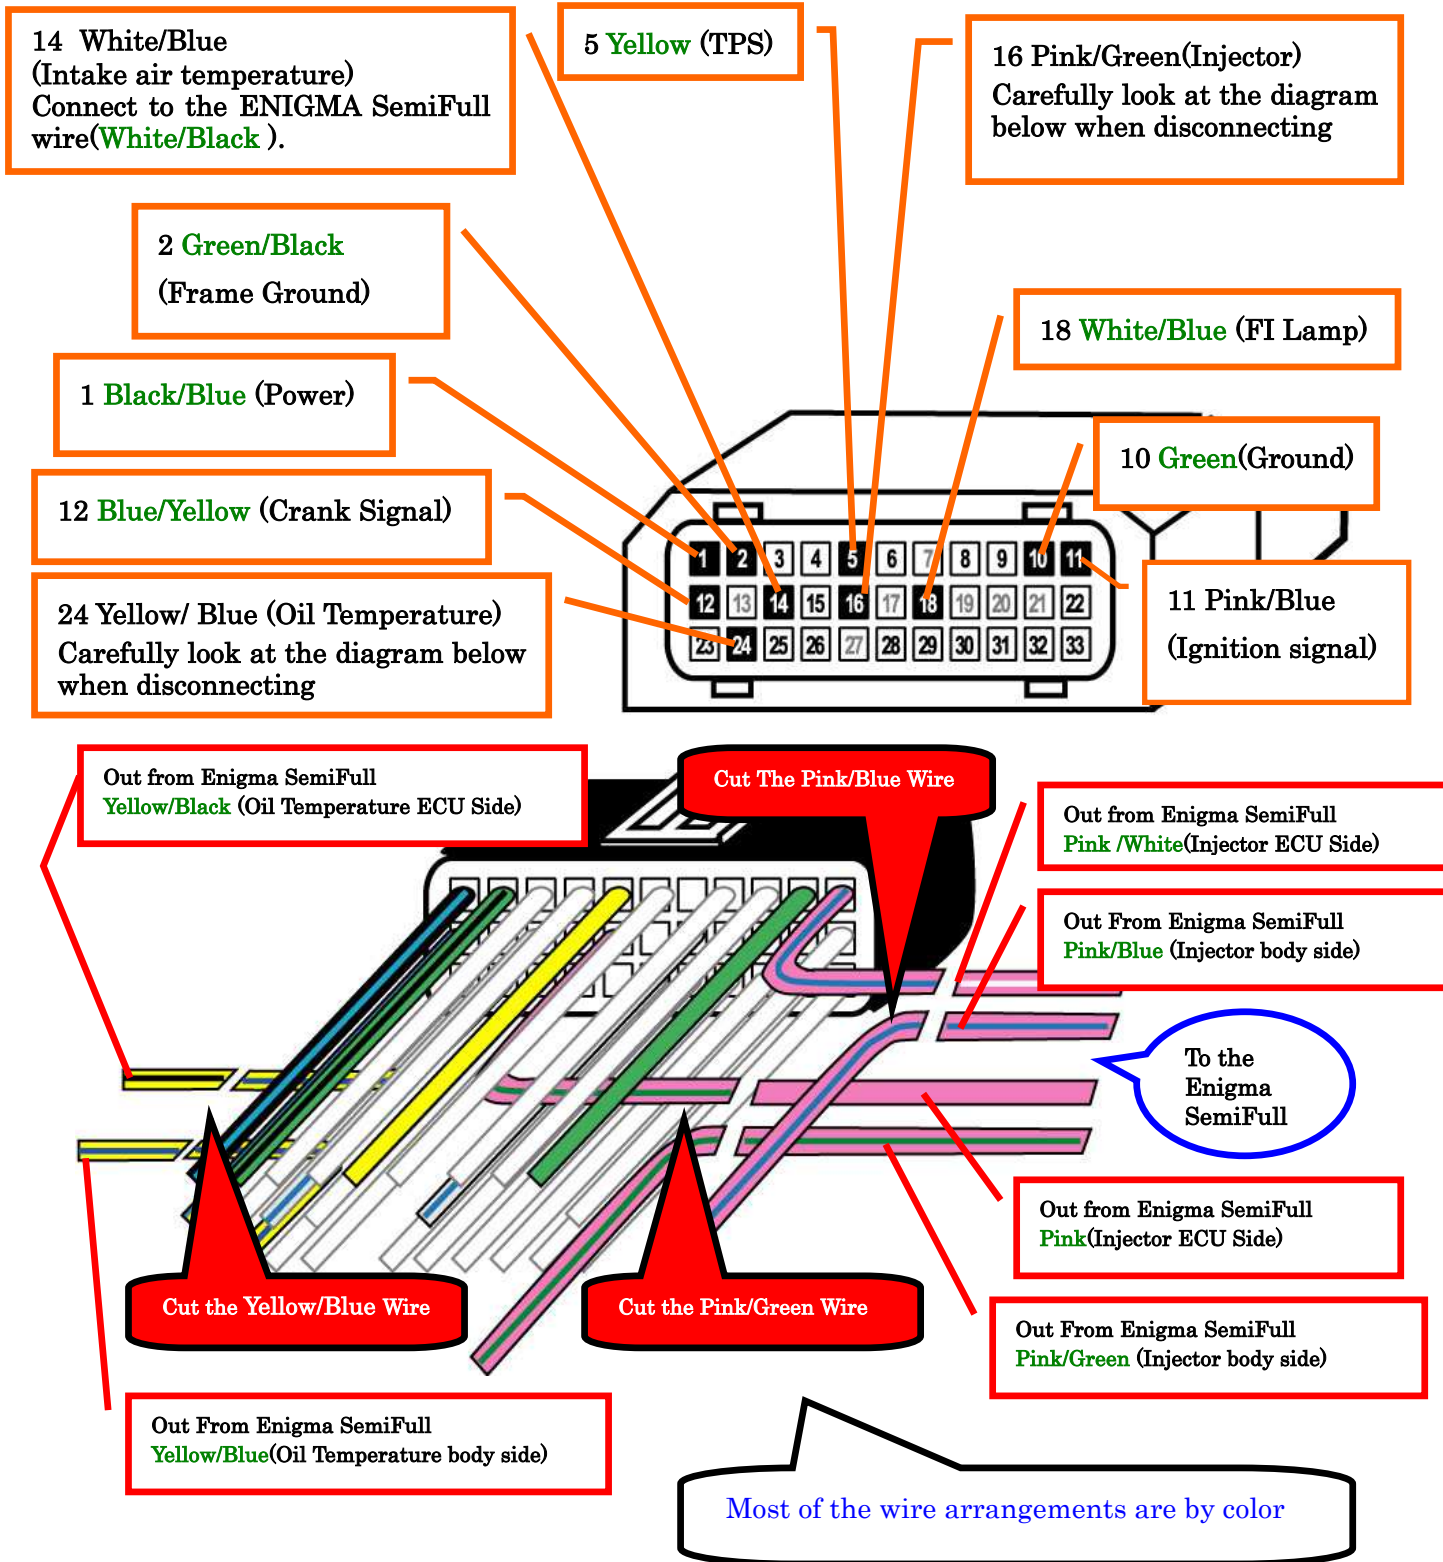 14 White/Blue
(Intake air temperature)
Connect to the ENIGMA SemiFull
wire(White/Black ).
5 Yellow (TPS)
16 Pink/Green(Injector)
Carefully look at the diagram
below when disconnecting
2 Green/Black
(Frame Ground)
18 White/Blue (FI Lamp)
1 Black/Blue (Power)
10 Green(Ground)
12 Blue/Yellow (Crank Signal)
24 Yellow/ Blue (Oil Temperature)
Carefully look at the diagram below
when disconnecting
11 Pink/Blue
(Ignition signal)
1 2 3 4 5 6 7 8 9 10 11
12 13 14 15 16 17 18 19 20 21 22
23 24 25 26 27 28 29 30 31 32 33
Out from Enigma SemiFull
Yellow/Black (Oil Temperature ECU Side)
Cut The Pink/Blue Wire
Out from Enigma SemiFull
Pink /White(Injector ECU Side)
Out From Enigma SemiFull
Pink/Blue (Injector body side)
To the
Enigma
SemiFull
Out from Enigma SemiFull
Pink(Injector ECU Side)
Cut the Yellow/Blue Wire
Cut the Pink/Green Wire
Out From Enigma SemiFull
Pink/Green (Injector body side)
Out From Enigma SemiFull
Yellow/Blue(Oil Temperature body side)
Most of the wire arrangements are by color